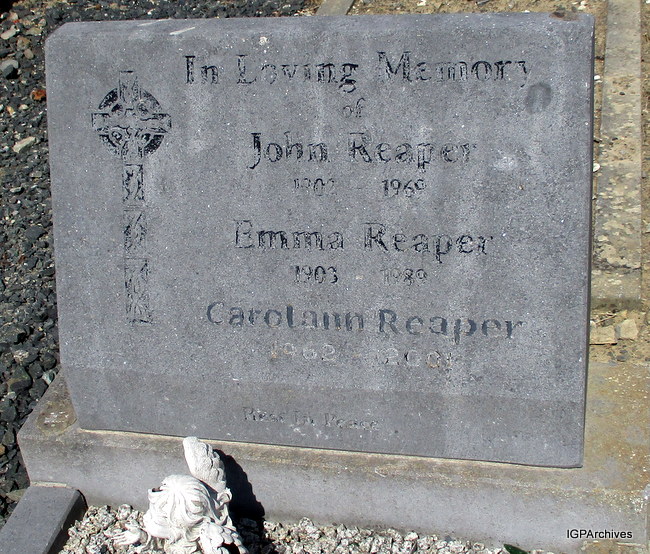 In Loving Memory
of
John Reaper
1969
Emma Reaper
1903 1989
Carolann Reaper
1962
Rest In Peace
IGPArchives